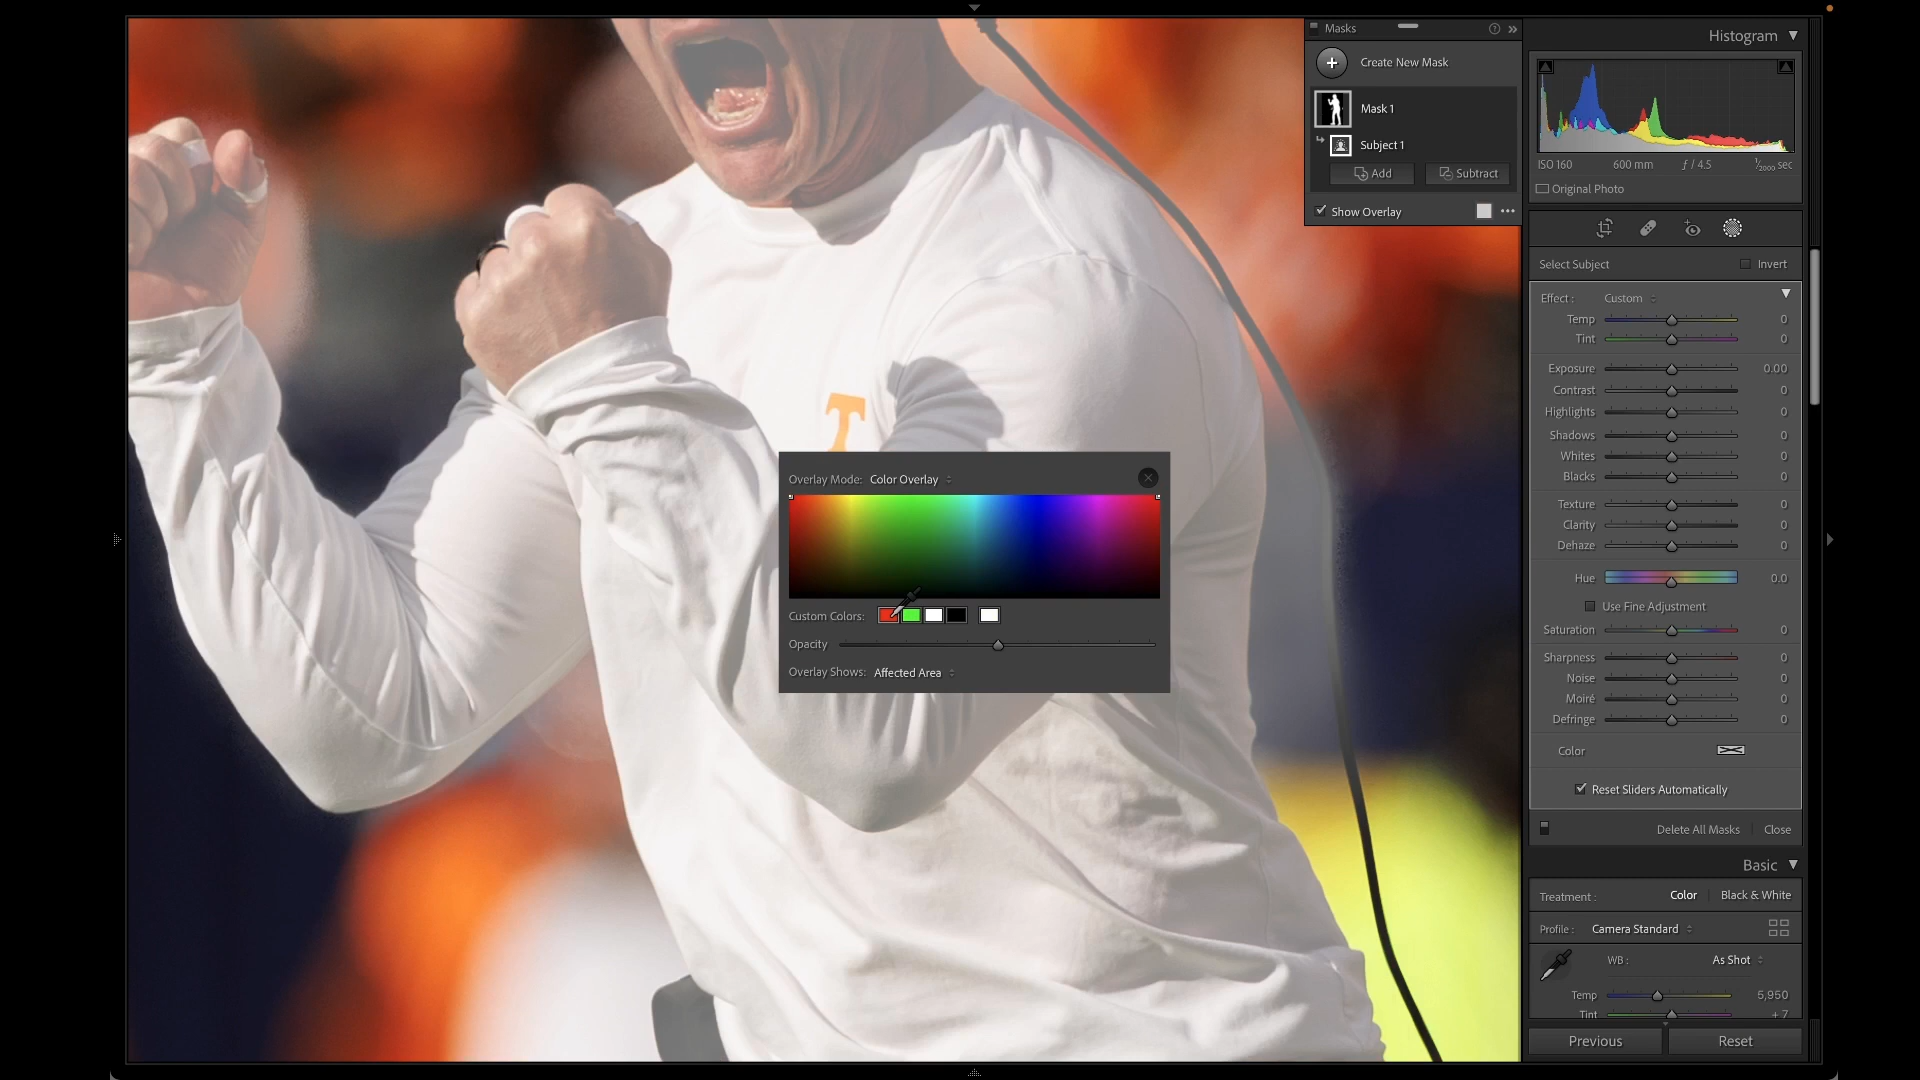 Masks
Create New Mask
Mask 1
Subject 1
Add
Subtract
Show Overlay
Histogram
ISO 160 600 mm ƒ / 4.5 1/2000 sec
Original Photo
Select Subject
Invert
Effect : Custom
Temp 0
Tint 0
Exposure 0.00
Contrast 0
Highlights 0
Shadows 0
Whites 0
Blacks 0
Texture 0
Clarity 0
Dehaze 0
Hue 0.0
Use Fine Adjustment
Saturation 0
Sharpness 0
Noise 0
Moiré 0
Defringe 0
Color
Reset Sliders Automatically
Delete All Masks
Close
Basic
Treatment : Color Black & White
Profile : Camera Standard
WB : As Shot
Temp 5,950
Tint + 7
Previous
Reset
T
Overlay Mode: Color Overlay
Custom Colors:
Opacity
Overlay Shows: Affected Area